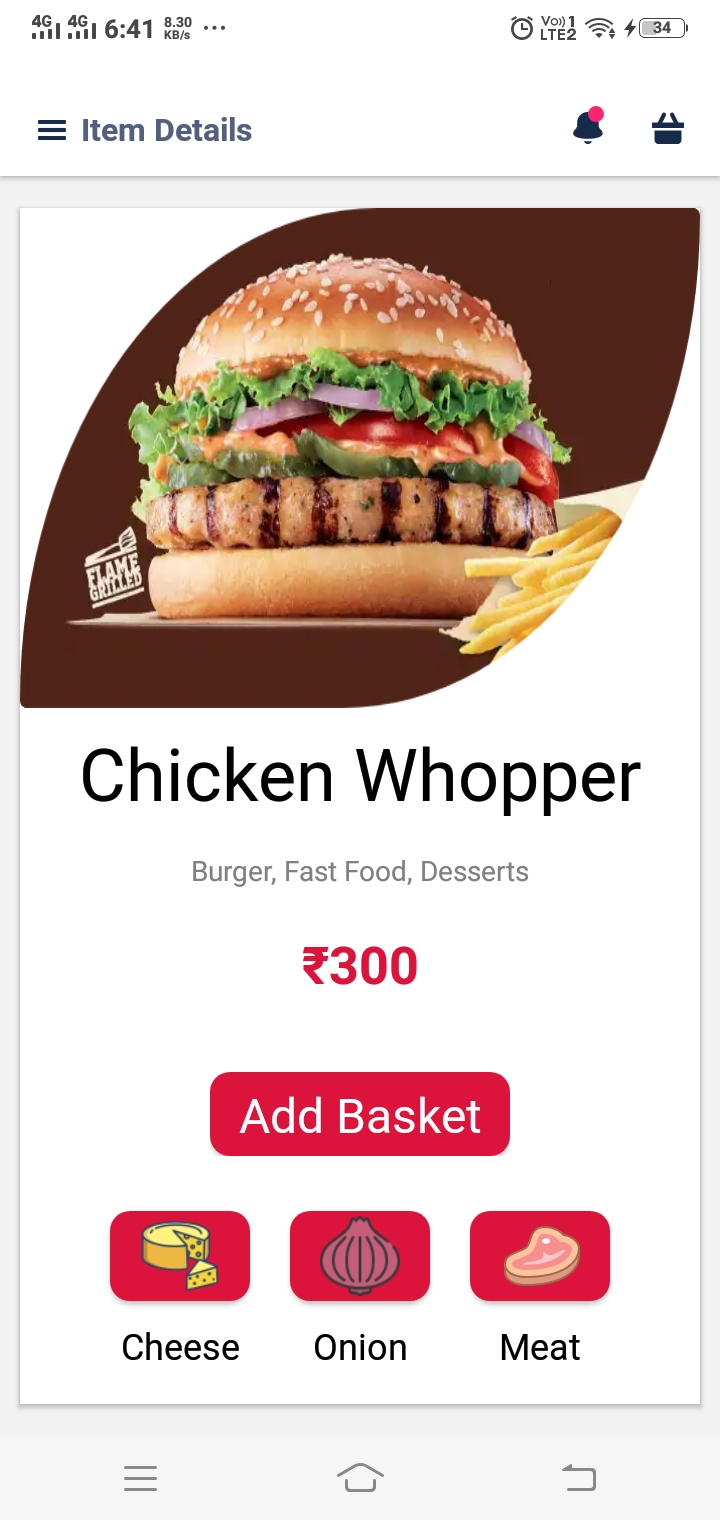 4G 4G 6:41 8.30 KB/s ... Vo)) 1 LTE2 34
Item Details
FLAME
GRILLED
Chicken Whopper
Burger, Fast Food, Desserts
₹300
Add Basket
Cheese Onion Meat